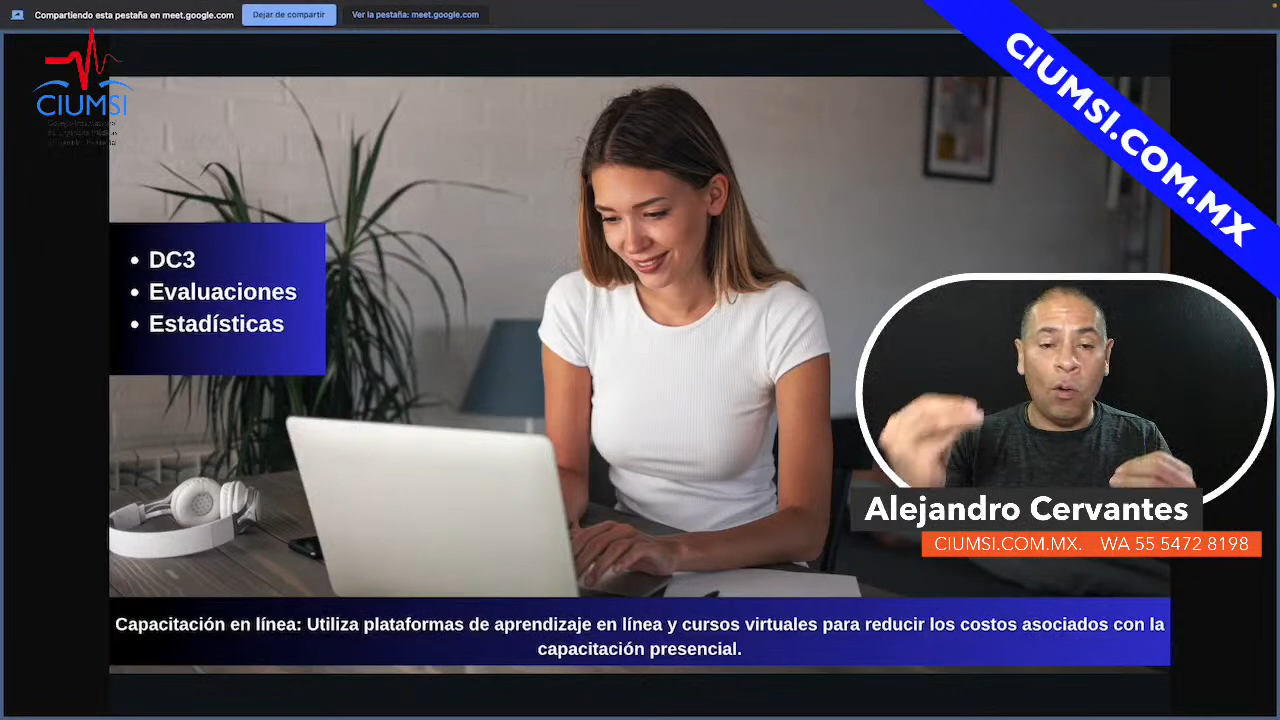 Compartiendo esta pestaña en meet.google.com
Dejar de compartir
Ver la pestaña: meet.google.com
CIUMSI
CIUMSI.COM.MX
• DC3
• Evaluaciones
• Estadísticas
Alejandro Cervantes
CIUMSI.COM.MX. WA 55 5472 8198
Capacitación en línea: Utiliza plataformas de aprendizaje en línea y cursos virtuales para reducir los costos asociados con la
capacitación presencial.